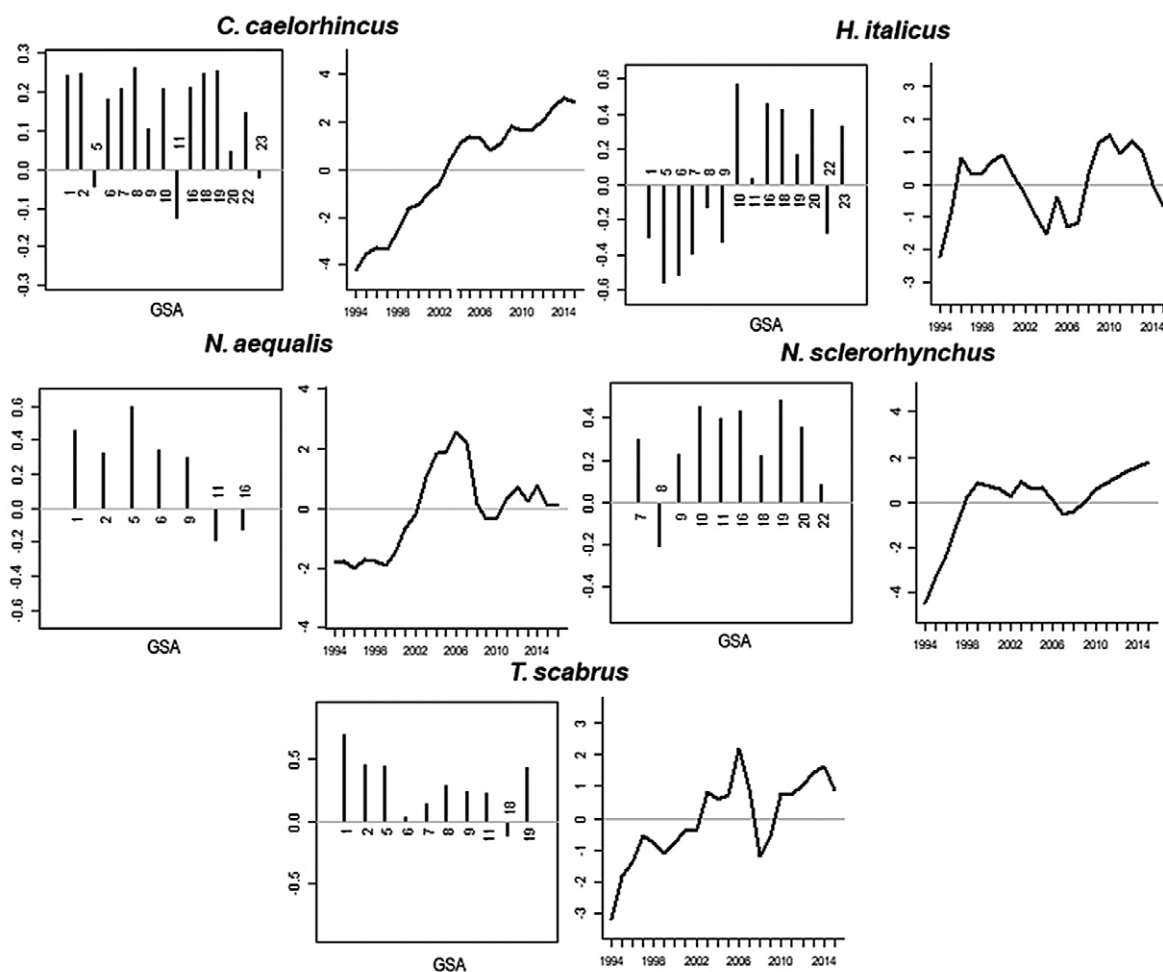 C. caelorhincus
H. italicus
0.3
0.2
0.1
0.0
-0.1
-0.2
-0.3
1 2 5 6 7 8 9 10 11 16 18 19 20 22 23
GSA
4
2
0
-2
-4
1994 1998 2002 2006 2010 2014
0.6
0.4
0.2
0.0
-0.2
-0.4
-0.6
1 5 6 7 8 9 10 11 16 18 19 20 22 23
GSA
3
2
1
0
-1
-2
-3
1994 1998 2002 2006 2010 2014
N. aequalis
N. sclerorhynchus
0.6
0.4
0.2
0.0
-0.2
-0.4
-0.6
1 2 5 6 9 11 16
GSA
4
2
0
-2
-4
1994 1998 2002 2006 2010 2014
0.4
0.2
0.0
-0.2
-0.4
7 8 9 10 11 16 18 19 20 22
GSA
4
2
0
-2
-4
1994 1998 2002 2006 2010 2014
T. scabrus
0.5
0.0
-0.5
1 2 5 6 7 8 9 11 18 19
GSA
3
2
1
0
-1
-2
-3
1994 1998 2002 2006 2010 2014